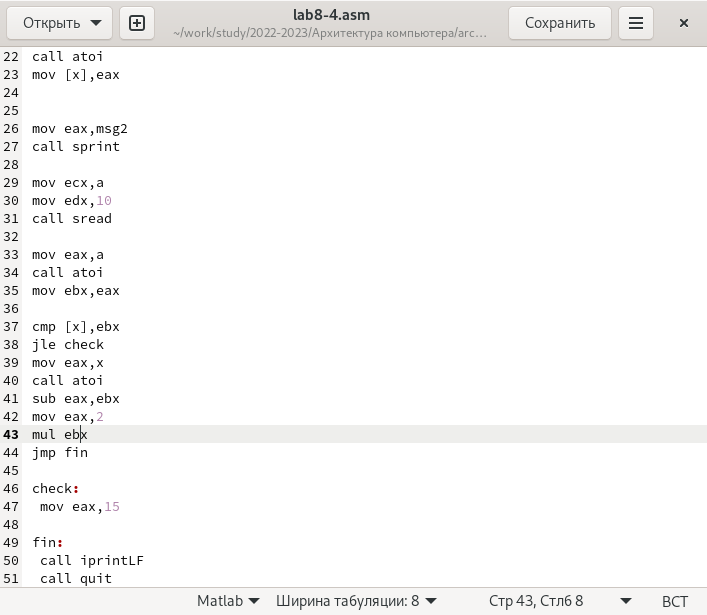 Открыть
lab8-4.asm
~/work/study/2022-2023/Архитектура компьютера/arc…
Сохранить
22 call atoi
23 mov [x],eax
24
25
26 mov eax,msg2
27 call sprint
28
29 mov ecx,a
30 mov edx,10
31 call sread
32
33 mov eax,a
34 call atoi
35 mov ebx,eax
36
37 cmp [x],ebx
38 jle check
39 mov eax,x
40 call atoi
41 sub eax,ebx
42 mov eax,2
43 mul ebx
44 jmp fin
45
46 check:
47  mov eax,15
48
49 fin:
50  call iprintLF
51  call quit
Matlab Ширина табуляции: 8 Стр 43, Стлб 8 ВСТ